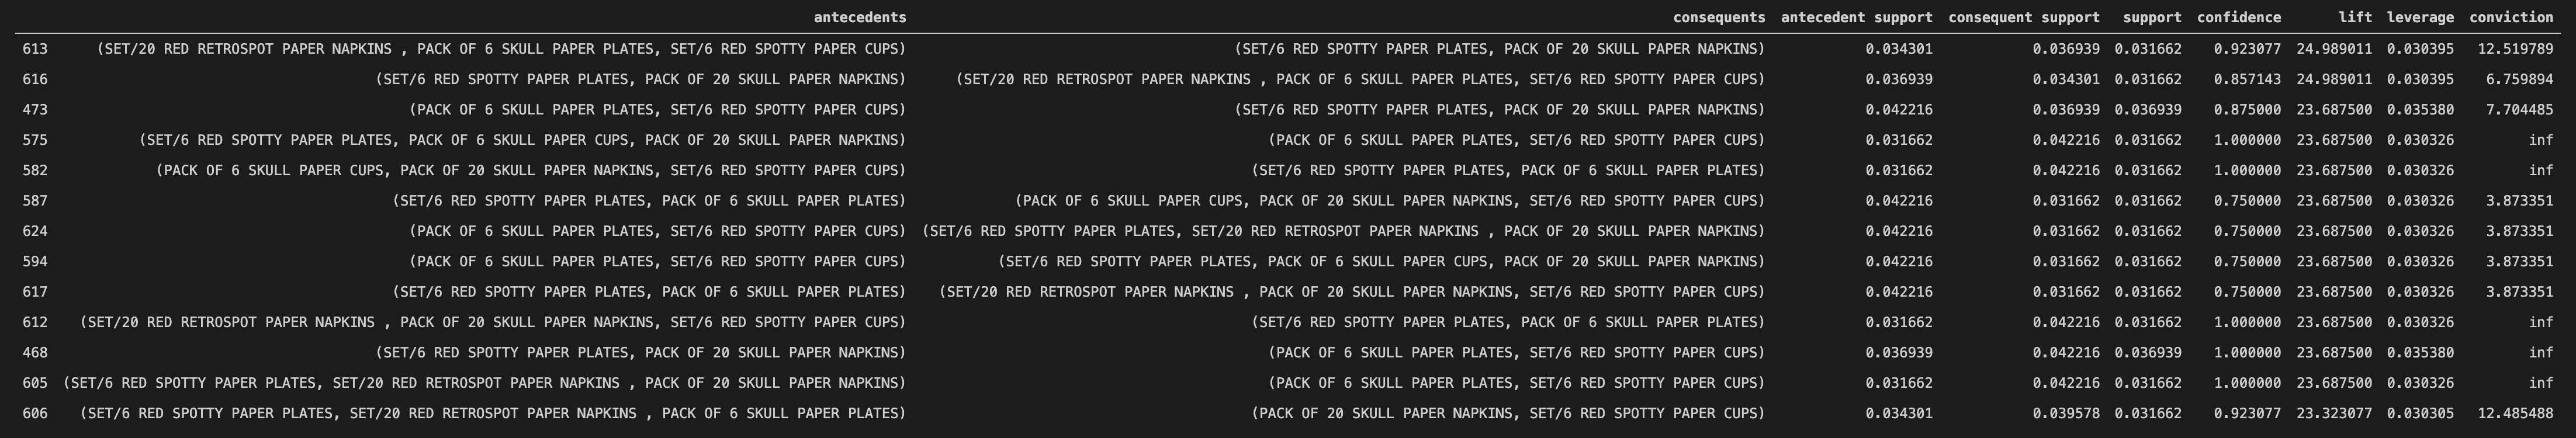 antecedents consequents antecedent support consequent support support confidence lift leverage conviction
613 (SET/20 RED RETROSPOT PAPER NAPKINS , PACK OF 6 SKULL PAPER PLATES, SET/6 RED SPOTTY PAPER CUPS) (SET/6 RED SPOTTY PAPER PLATES, PACK OF 20 SKULL PAPER NAPKINS) 0.034301 0.036939 0.031662 0.923077 24.989011 0.030395 12.519789
616 (SET/6 RED SPOTTY PAPER PLATES, PACK OF 20 SKULL PAPER NAPKINS) (SET/20 RED RETROSPOT PAPER NAPKINS , PACK OF 6 SKULL PAPER PLATES, SET/6 RED SPOTTY PAPER CUPS) 0.036939 0.034301 0.031662 0.857143 24.989011 0.030395 6.759894
473 (PACK OF 6 SKULL PAPER PLATES, SET/6 RED SPOTTY PAPER CUPS) (SET/6 RED SPOTTY PAPER PLATES, PACK OF 20 SKULL PAPER NAPKINS) 0.042216 0.036939 0.036939 0.875000 23.687500 0.035380 7.704485
575 (SET/6 RED SPOTTY PAPER PLATES, PACK OF 6 SKULL PAPER CUPS, PACK OF 20 SKULL PAPER NAPKINS) (PACK OF 6 SKULL PAPER PLATES, SET/6 RED SPOTTY PAPER CUPS) 0.031662 0.042216 0.031662 1.000000 23.687500 0.030326 inf
582 (PACK OF 6 SKULL PAPER CUPS, PACK OF 20 SKULL PAPER NAPKINS, SET/6 RED SPOTTY PAPER CUPS) (SET/6 RED SPOTTY PAPER PLATES, PACK OF 6 SKULL PAPER PLATES) 0.031662 0.042216 0.031662 1.000000 23.687500 0.030326 inf
587 (SET/6 RED SPOTTY PAPER PLATES, PACK OF 6 SKULL PAPER PLATES) (PACK OF 6 SKULL PAPER CUPS, PACK OF 20 SKULL PAPER NAPKINS, SET/6 RED SPOTTY PAPER CUPS) 0.042216 0.031662 0.031662 0.750000 23.687500 0.030326 3.873351
624 (PACK OF 6 SKULL PAPER PLATES, SET/6 RED SPOTTY PAPER CUPS) (SET/6 RED SPOTTY PAPER PLATES, SET/20 RED RETROSPOT PAPER NAPKINS , PACK OF 20 SKULL PAPER NAPKINS) 0.042216 0.031662 0.031662 0.750000 23.687500 0.030326 3.873351
594 (PACK OF 6 SKULL PAPER PLATES, SET/6 RED SPOTTY PAPER CUPS) (SET/6 RED SPOTTY PAPER PLATES, PACK OF 6 SKULL PAPER CUPS, PACK OF 20 SKULL PAPER NAPKINS) 0.042216 0.031662 0.031662 0.750000 23.687500 0.030326 3.873351
617 (SET/6 RED SPOTTY PAPER PLATES, PACK OF 6 SKULL PAPER PLATES) (SET/20 RED RETROSPOT PAPER NAPKINS , PACK OF 20 SKULL PAPER NAPKINS, SET/6 RED SPOTTY PAPER CUPS) 0.042216 0.031662 0.031662 0.750000 23.687500 0.030326 3.873351
612 (SET/20 RED RETROSPOT PAPER NAPKINS , PACK OF 20 SKULL PAPER NAPKINS, SET/6 RED SPOTTY PAPER CUPS) (SET/6 RED SPOTTY PAPER PLATES, PACK OF 6 SKULL PAPER PLATES) 0.031662 0.042216 0.031662 1.000000 23.687500 0.030326 inf
468 (SET/6 RED SPOTTY PAPER PLATES, PACK OF 20 SKULL PAPER NAPKINS) (PACK OF 6 SKULL PAPER PLATES, SET/6 RED SPOTTY PAPER CUPS) 0.036939 0.042216 0.036939 1.000000 23.687500 0.035380 inf
605 (SET/6 RED SPOTTY PAPER PLATES, SET/20 RED RETROSPOT PAPER NAPKINS , PACK OF 20 SKULL PAPER NAPKINS) (PACK OF 6 SKULL PAPER PLATES, SET/6 RED SPOTTY PAPER CUPS) 0.031662 0.042216 0.031662 1.000000 23.687500 0.030326 inf
606 (SET/6 RED SPOTTY PAPER PLATES, SET/20 RED RETROSPOT PAPER NAPKINS , PACK OF 6 SKULL PAPER PLATES) (PACK OF 20 SKULL PAPER NAPKINS, SET/6 RED SPOTTY PAPER CUPS) 0.034301 0.039578 0.031662 0.923077 23.323077 0.030305 12.485488